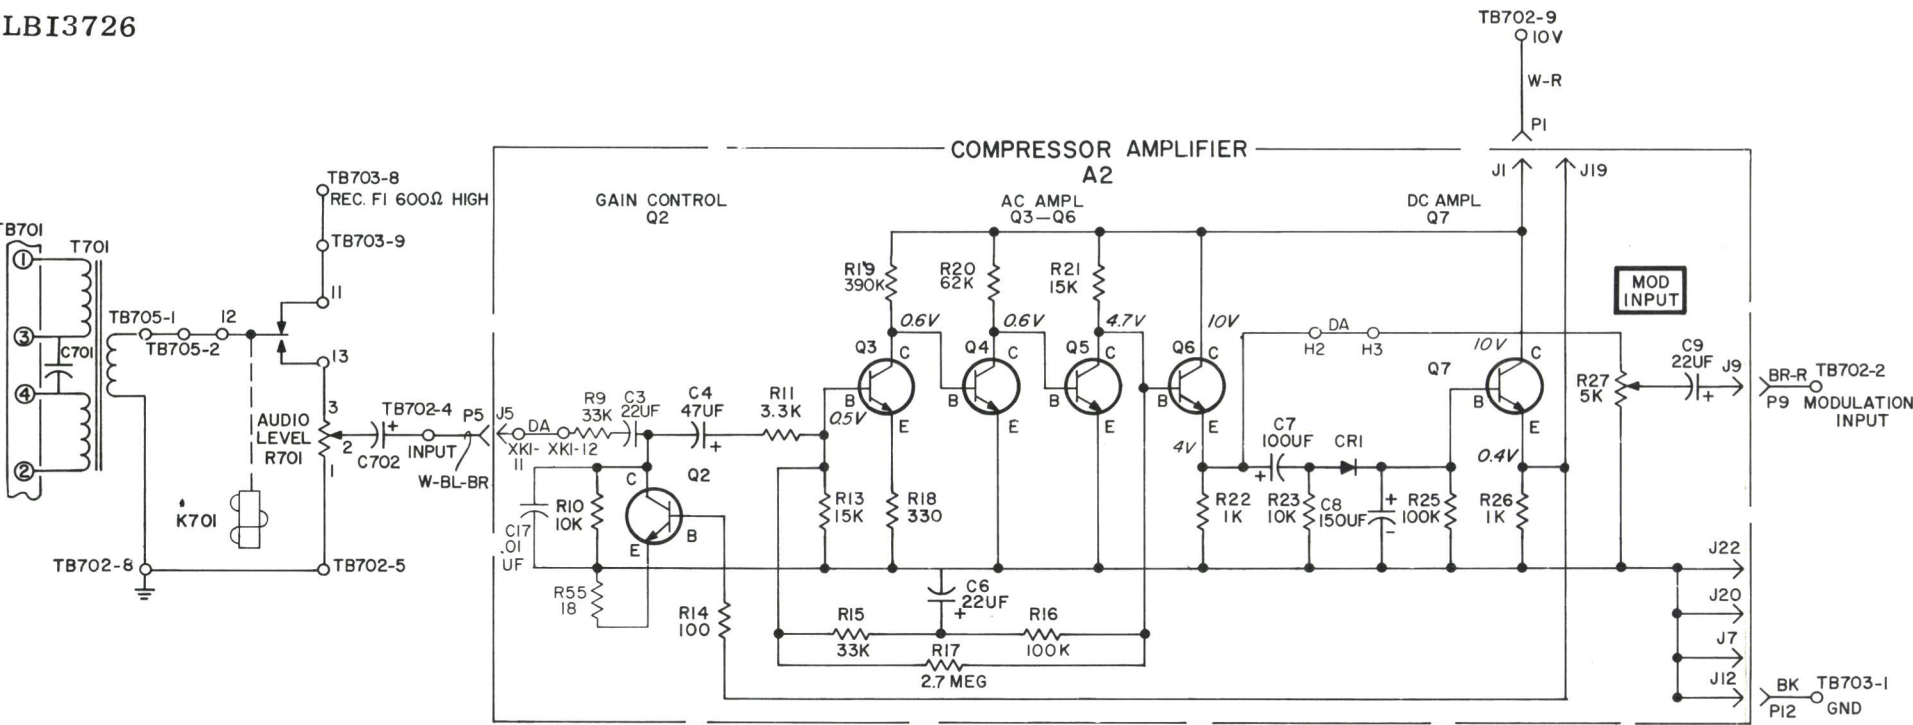 LBI3726
TB702-9
10V
W-R
P1
COMPRESSOR AMPLIFIER
A2
J1
J19
TB703-8
REC. F1 600Ω HIGH
TB703-9
GAIN CONTROL
Q2
AC AMPL
Q3-Q6
DC AMPL
Q7
TB701
T701
1
3
4
2
C701
TB705-1
TB705-2
12
11
13
R19
390K
R20
62K
R21
15K
MOD
INPUT
0.6V
0.6V
4.7V
10V
DA
H2
H3
10V
Q3
C
B
E
0.5V
Q4
C
B
E
Q5
C
B
E
Q6
C
B
E
4V
Q7
C
B
E
0.4V
R27
5K
C9
22UF
+
J9
BR-R
P9
TB702-2
MODULATION
INPUT
AUDIO
LEVEL
R701
3
2
1
C702
+
TB702-4
INPUT
P5
W-BL-BR
J5
DA
XK1-
11
XK1-12
R9
33K
C3
22UF
C4
47UF
+
R11
3.3K
C7
100UF
+
CR1
K701
C17
.01
UF
R10
10K
C
Q2
E
B
R13
15K
R18
330
R22
1K
R23
10K
C8
150UF
+
-
R25
100K
R26
1K
TB702-8
TB702-5
R55
18
R14
100
C6
22UF
+
R15
33K
R16
100K
R17
2.7 MEG
J22
J20
J7
J12
BK
P12
TB703-1
GND